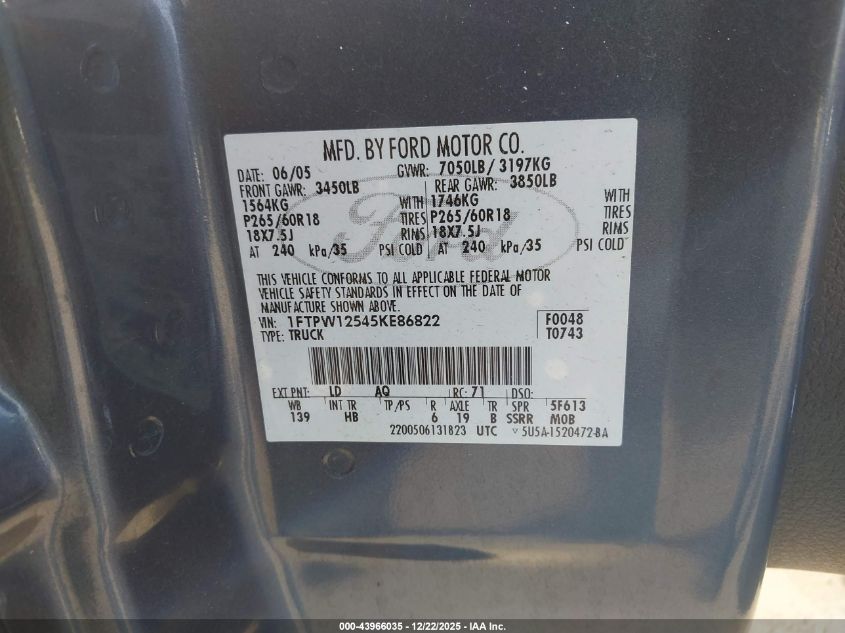 MFD. BY FORD MOTOR CO.
DATE: 06/05 GVWR: 7050LB/ 3197KG
FRONT GAWR: 3450LB REAR GAWR: 3850LB
1564KG WITH 1746KG WITH
P265/60R18 TIRES P265/60R18 TIRES
18X7.5J RIMS 18X7.5J RIMS
AT 240 kPa/35 PSI COLD AT 240 kPa/35 PSI COLD
Ford
THIS VEHICLE CONFORMS TO ALL APPLICABLE FEDERAL MOTOR
VEHICLE SAFETY STANDARDS IN EFFECT ON THE DATE OF
MANUFACTURE SHOWN ABOVE.
VIN: 1FTPW12545KE86822 F0048
TYPE: TRUCK T0743
EXT PNT: LD AQ RC: 71 DSO:
WB INT TR TP/PS R AXLE TR SPR 5F613
139 HB 6 19 B SSRR MOB
2200506131823 UTC V 5U5A-1520472-BA
000-43966035 - 12/22/2025 - IAA Inc.